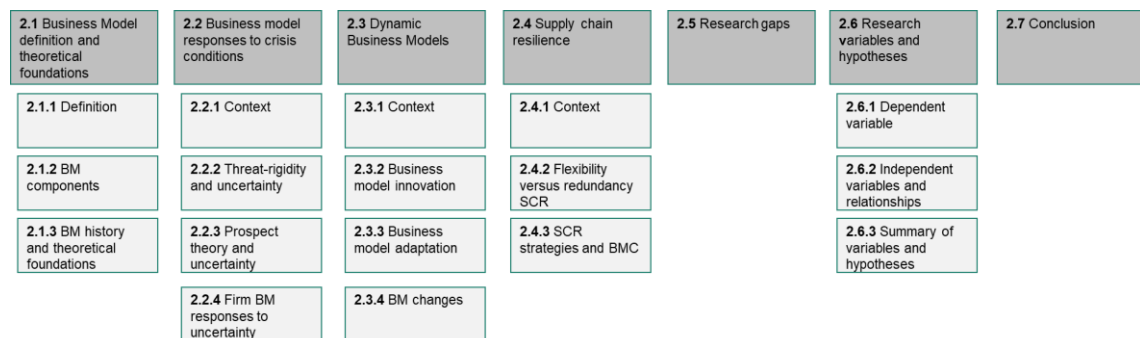 2.1 Business Model
definition and
theoretical
foundations
2.1.1 Definition
2.1.2 BM
components
2.1.3 BM history
and theoretical
foundations
2.2 Business model
responses to crisis
conditions
2.2.1 Context
2.2.2 Threat-rigidity
and uncertainty
2.2.3 Prospect
theory and
uncertainty
2.2.4 Firm BM
responses to
uncertainty
2.3 Dynamic
Business Models
2.3.1 Context
2.3.2 Business
model innovation
2.3.3 Business
model adaptation
2.3.4 BM changes
2.4 Supply chain
resilience
2.4.1 Context
2.4.2 Flexibility
versus redundancy
SCR
2.4.3 SCR
strategies and BMC
2.5 Research gaps
2.6 Research
variables and
hypotheses
2.6.1 Dependent
variable
2.6.2 Independent
variables and
relationships
2.6.3 Summary of
variables and
hypotheses
2.7 Conclusion